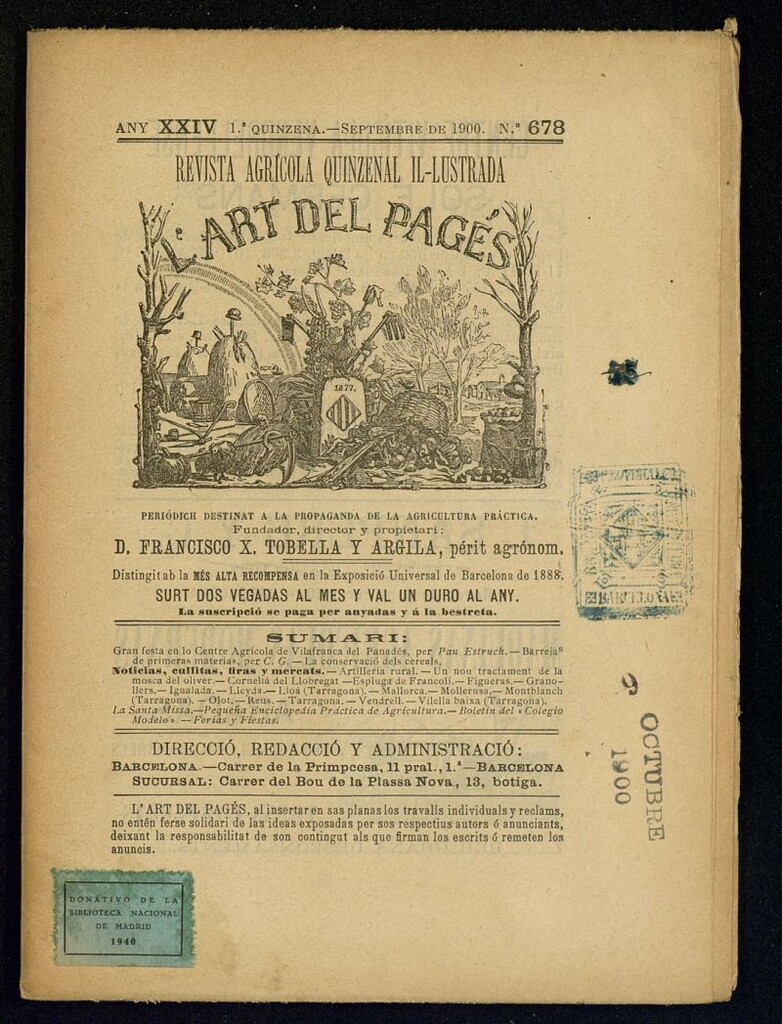 ANY XXIV 1.ª QUINZENA.—SEPTEMBRE DE 1900. N.º 678
REVISTA AGRÍCOLA QUINZENAL IL-LUSTRADA
L'ART DEL PAGÉS
1877.
PERIÓDICH DESTINAT A LA PROPAGANDA DE LA AGRICULTURA PRÁCTICA.
Fundador, director y propietari:
D. FRANCISCO X. TOBELLA Y ARGILA, périt agrónom.
Distingit ab la MÉS ALTA RECOMPENSA en la Exposició Universal de Barcelona de 1888.
SURT DOS VEGADAS AL MES Y VAL UN DURO AL ANY.
La suscripció se paga per anyadas y á la bestreta.
SUMARI:
Gran festa en lo Centre Agrícola de Vilafranca del Panadés, per Pau Estruch.—Barrejas
de primeras materias, per C. G.—La conservació dels cereals.
Noticias, cullitas, firas y mercats.—Artillería rural.—Un nou tractament de la
mosca del oliver.—Cornellá del Llobregat—Espluga de Francolí.—Figueras.—Grano-
llers.—Igualada.—Lleyda.—Lloá (Tarragona).—Mallorca.—Mollerusa.—Montblanch
(Tarragona).—Olot.—Reus.—Tarragona.—Vendrell.—Vilella baixa (Tarragona).
La Santa Missa.—Pequeña Enciclopedia Práctica de Agricultura.—Boletín del «Colegio
Modelo».—Ferias y Fiestas.
DIRECCIÓ, REDACCIÓ Y ADMINISTRACIÓ:
BARCELONA.—Carrer de la Primpcesa, 11 pral., 1.ª—BARCELONA
SUCURSAL: Carrer del Bou de la Plassa Nova, 13, botiga.
L'ART DEL PAGÉS, al insertar en sas planas los travalls individuals y reclams,
no entén ferse solidari de las ideas exposadas per sos respectius autors ó anunciants,
deixant la responsabilitat de son contingut als que firman los escrits ó remeten los
anuncis.
9 OCTUBRE
1900
DONATIVO DE LA
BIBLIOTECA NACIONAL
DE MADRID
1940